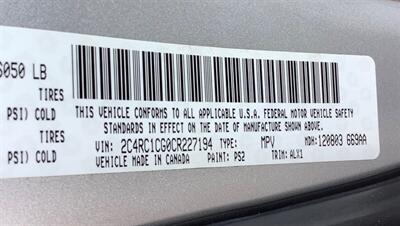 6050 LB
TIRES
PSI) COLD
TIRES
PSI) COLD
THIS VEHICLE CONFORMS TO ALL APPLICABLE U.S.A. FEDERAL MOTOR VEHICLE SAFETY
STANDARDS IN EFFECT ON THE DATE OF MANUFACTURE SHOWN ABOVE.
VIN: 2C4RC1CG0CR227194 TYPE: MPV MDH: 120803 669AA
VEHICLE MADE IN CANADA PAINT: PS2 TRIM: ALX1